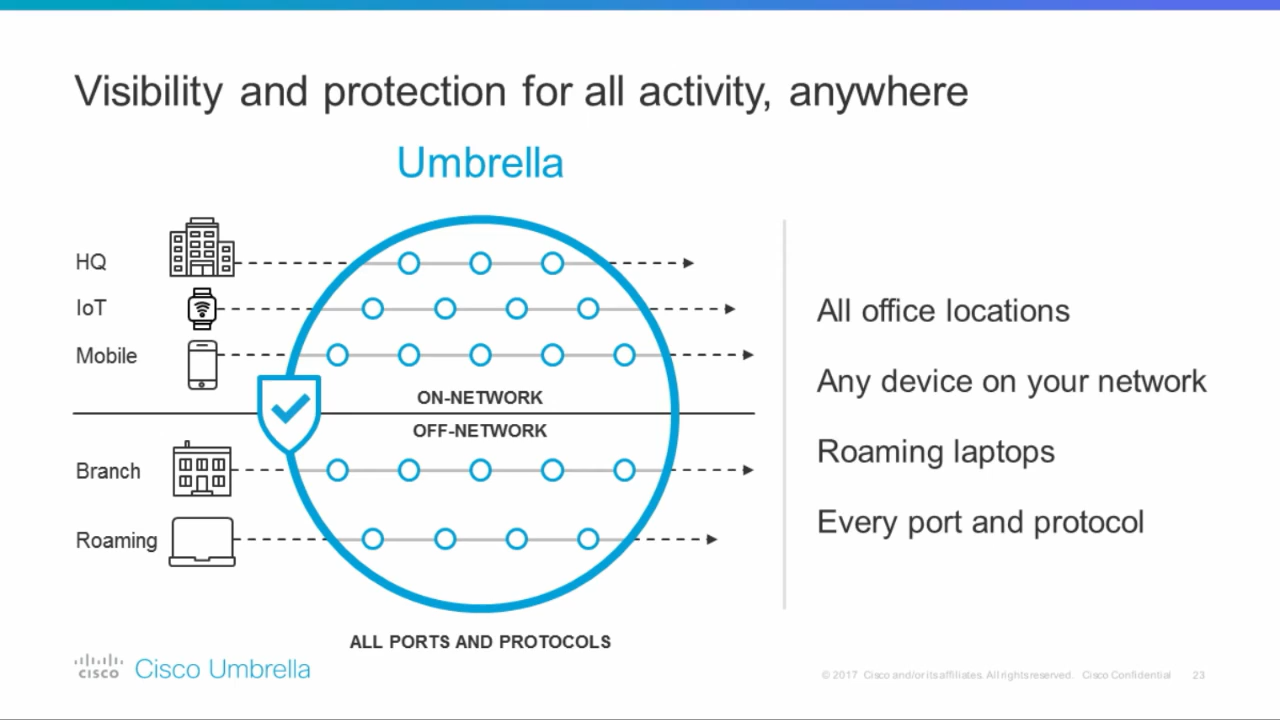 Visibility and protection for all activity, anywhere
Umbrella
HQ
IoT
Mobile
ON-NETWORK
OFF-NETWORK
Branch
Roaming
ALL PORTS AND PROTOCOLS
All office locations
Any device on your network
Roaming laptops
Every port and protocol
CISCO Cisco Umbrella
© 2017 Cisco and/or its affiliates. All rights reserved. Cisco Confidential 23